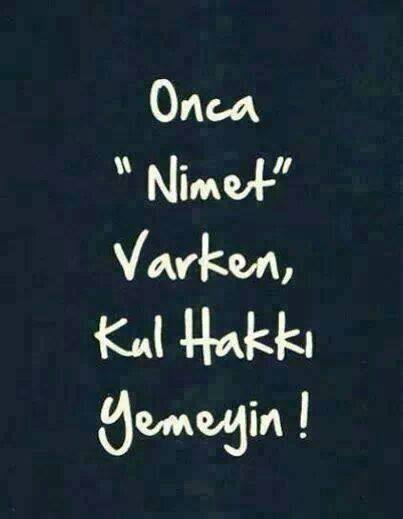 Onca
"Nimet"
Varken,
Kul Hakkı
Yemeyin!